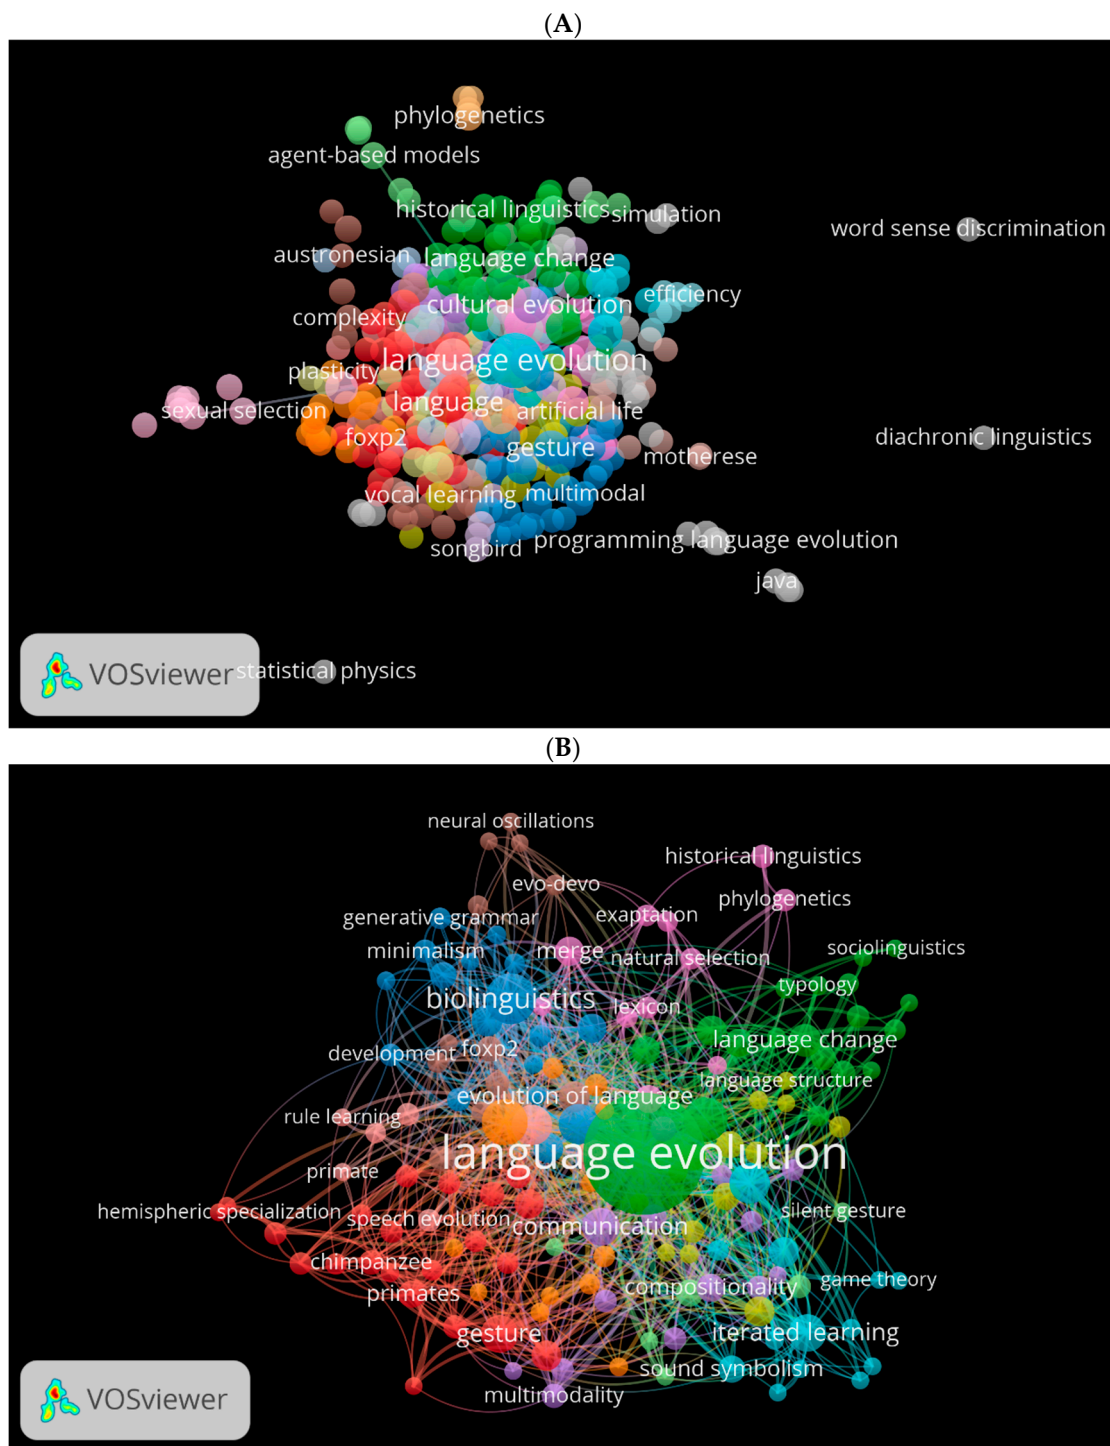 (A)
phylogenetics
agent-based models
historical linguistics
simulation
word sense discrimination
austronesian
language change
efficiency
cultural evolution
complexity
language evolution
plasticity
sexual selection
language
artificial life
foxp2
gesture
diachronic linguistics
motherese
vocal learning
multimodal
songbird
programming language evolution
java
VOSviewer
statistical physics
(B)
neural oscillations
historical linguistics
evo-devo
phylogenetics
generative grammar
exaptation
minimalism
merge
natural selection
sociolinguistics
typology
biolinguistics
lexicon
language change
development
foxp2
language structure
evolution of language
rule learning
language evolution
primate
hemispheric specialization
speech evolution
communication
silent gesture
chimpanzee
primates
compositionality
game theory
gesture
iterated learning
sound symbolism
multimodality
VOSviewer